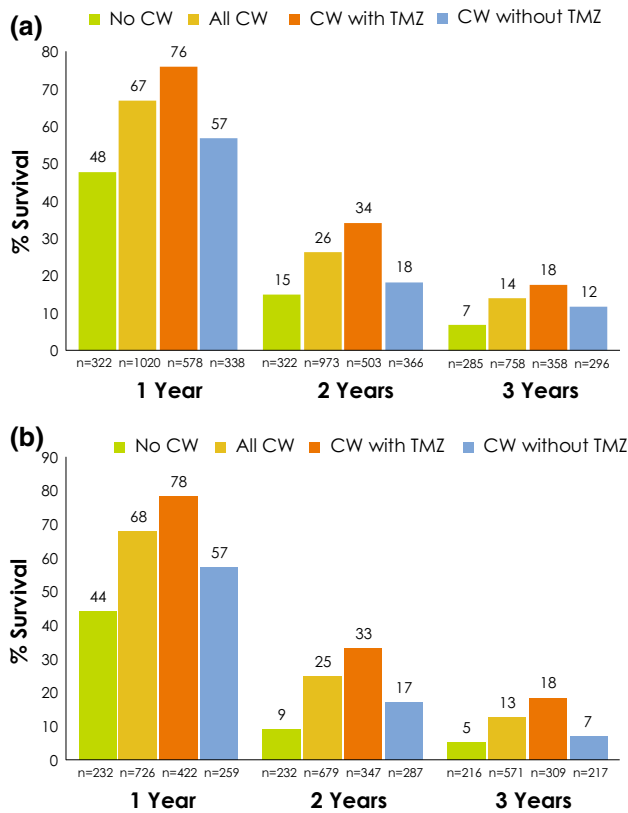 (a)
No CW All CW CW with TMZ CW without TMZ
% Survival
80
70
60
50
40
30
20
10
0
48 67 76 57
15 26 34 18
7 14 18 12
n=322 n=1020 n=578 n=338 n=322 n=973 n=503 n=366 n=285 n=758 n=358 n=296
1 Year 2 Years 3 Years
(b)
No CW All CW CW with TMZ CW without TMZ
% Survival
90
80
70
60
50
40
30
20
10
0
44 68 78 57
9 25 33 17
5 13 18 7
n=232 n=726 n=422 n=259 n=232 n=679 n=347 n=287 n=216 n=571 n=309 n=217
1 Year 2 Years 3 Years